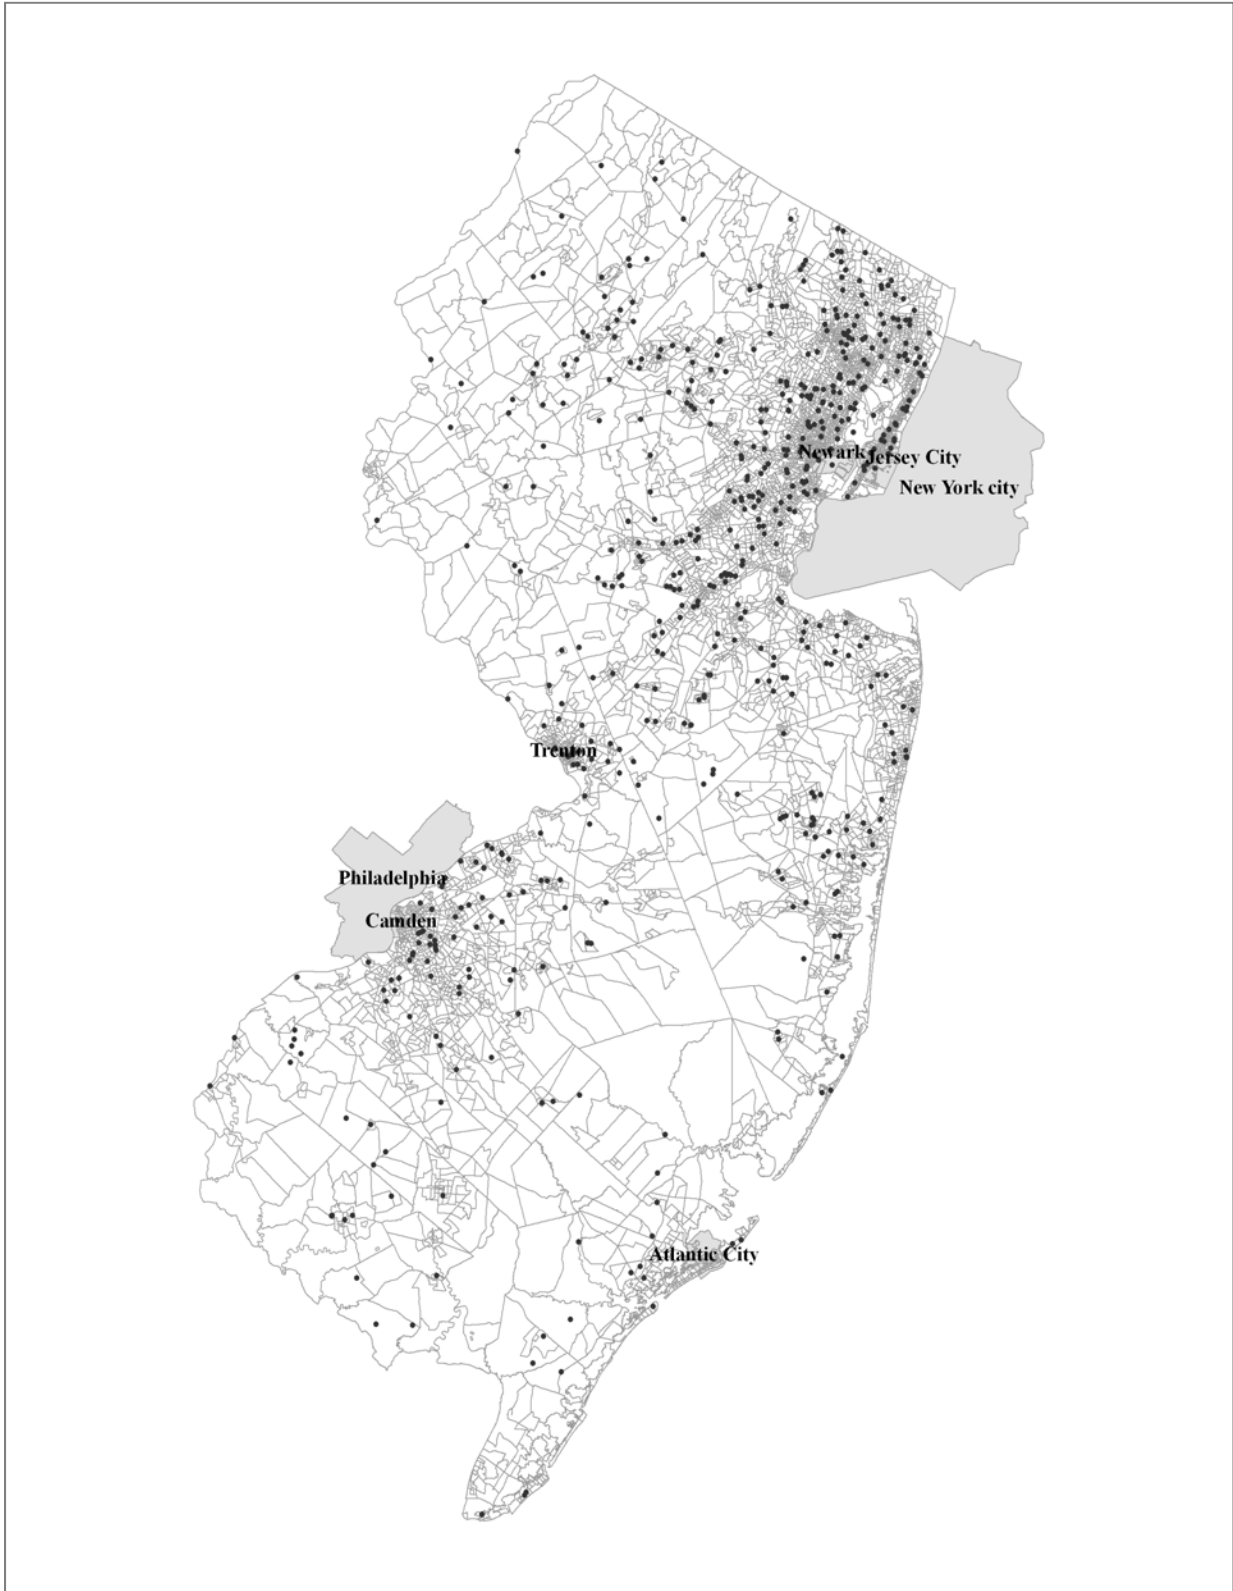 Newark
Jersey City
New York city
Trenton
Philadelphia
Camden
Atlantic City